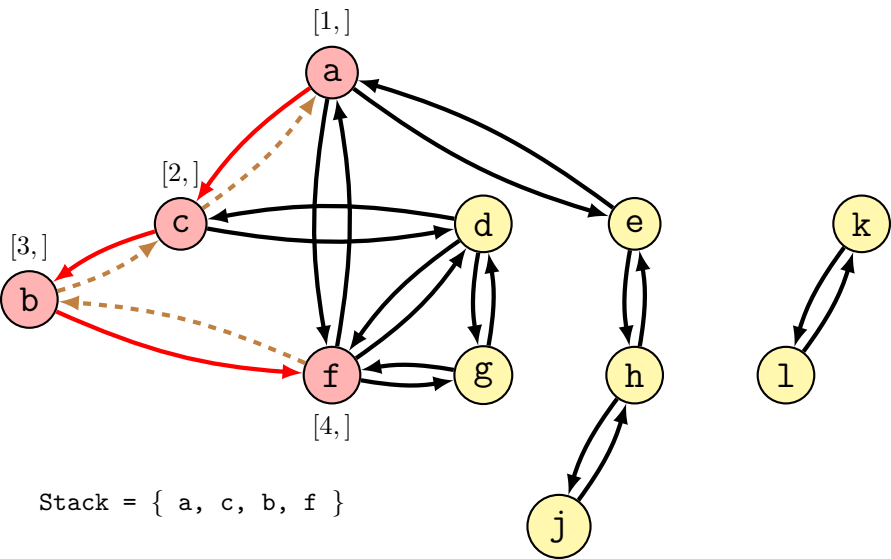 [1,]
a
[2,]
c
d
e
k
[3,]
b
f
g
h
l
[4,]
Stack = { a, c, b, f }
j